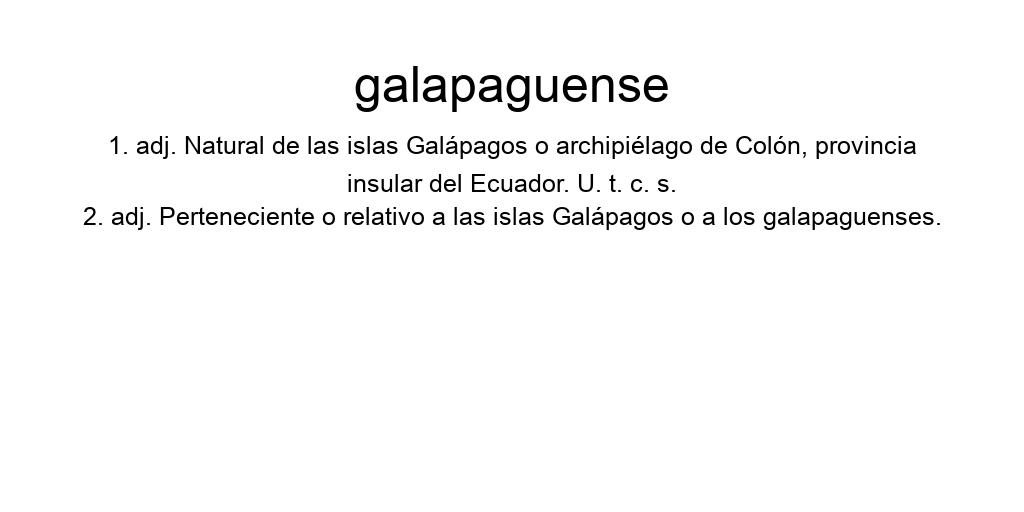 galapaguense
1. adj. Natural de las islas Galápagos o archipiélago de Colón, provincia
insular del Ecuador. U. t. c. s.
2. adj. Perteneciente o relativo a las islas Galápagos o a los galapaguenses.